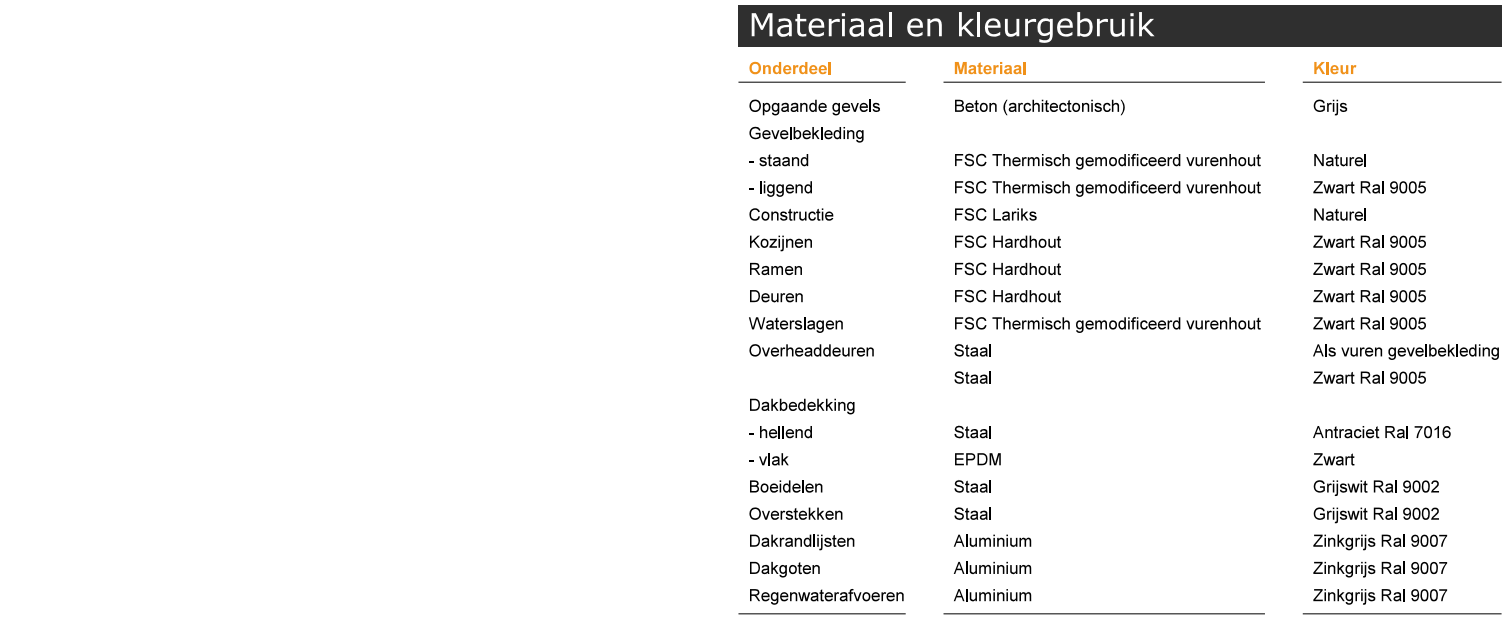 Materiaal en kleurgebruik
Onderdeel Materiaal Kleur
Opgaande gevels Beton (architectonisch) Grijs
Gevelbekleding
- staand FSC Thermisch gemodificeerd vurenhout Naturel
- liggend FSC Thermisch gemodificeerd vurenhout Zwart Ral 9005
Constructie FSC Lariks Naturel
Kozijnen FSC Hardhout Zwart Ral 9005
Ramen FSC Hardhout Zwart Ral 9005
Deuren FSC Hardhout Zwart Ral 9005
Waterslagen FSC Thermisch gemodificeerd vurenhout Zwart Ral 9005
Overheaddeuren Staal Als vuren gevelbekleding
Staal Zwart Ral 9005
Dakbedekking
- hellend Staal Antraciet Ral 7016
- vlak EPDM Zwart
Boeidelen Staal Grijswit Ral 9002
Overstekken Staal Grijswit Ral 9002
Dakrandlijsten Aluminium Zinkgrijs Ral 9007
Dakgoten Aluminium Zinkgrijs Ral 9007
Regenwaterafvoeren Aluminium Zinkgrijs Ral 9007